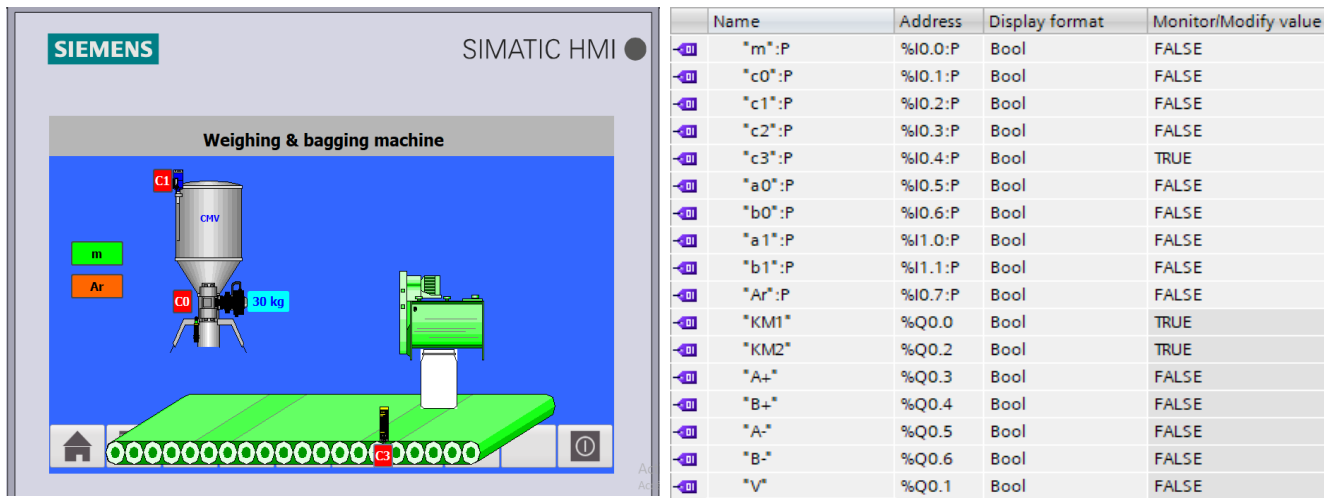 SIEMENS
SIMATIC HMI
Weighing & bagging machine
C1
CMV
m
Ar
C0
30 kg
C3
Name Address Display format Monitor/Modify value
"m":P %I0.0:P Bool FALSE
"c0":P %I0.1:P Bool FALSE
"c1":P %I0.2:P Bool FALSE
"c2":P %I0.3:P Bool FALSE
"c3":P %I0.4:P Bool TRUE
"a0":P %I0.5:P Bool FALSE
"b0":P %I0.6:P Bool FALSE
"a1":P %I1.0:P Bool FALSE
"b1":P %I1.1:P Bool FALSE
"Ar":P %I0.7:P Bool FALSE
"KM1" %Q0.0 Bool TRUE
"KM2" %Q0.2 Bool TRUE
"A+" %Q0.3 Bool FALSE
"B+" %Q0.4 Bool FALSE
"A-" %Q0.5 Bool FALSE
"B-" %Q0.6 Bool FALSE
"V" %Q0.1 Bool FALSE